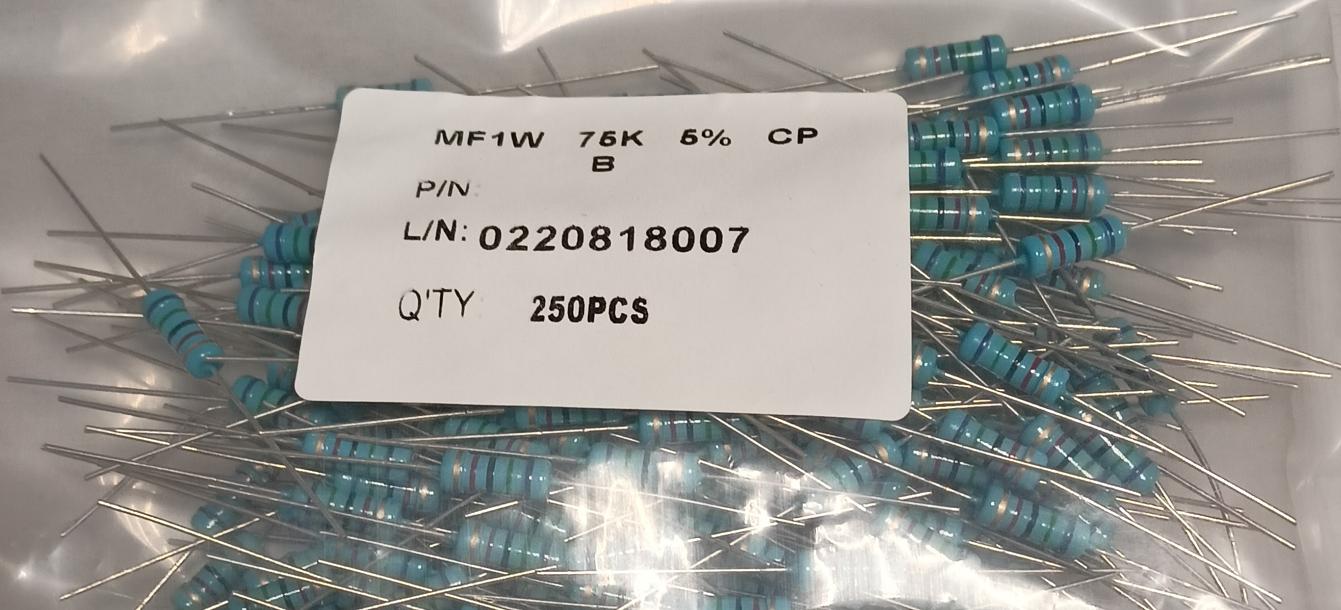 MF1W 75K 5% CP
B
P/N:
L/N: 0220818007
Q'TY 250PCS